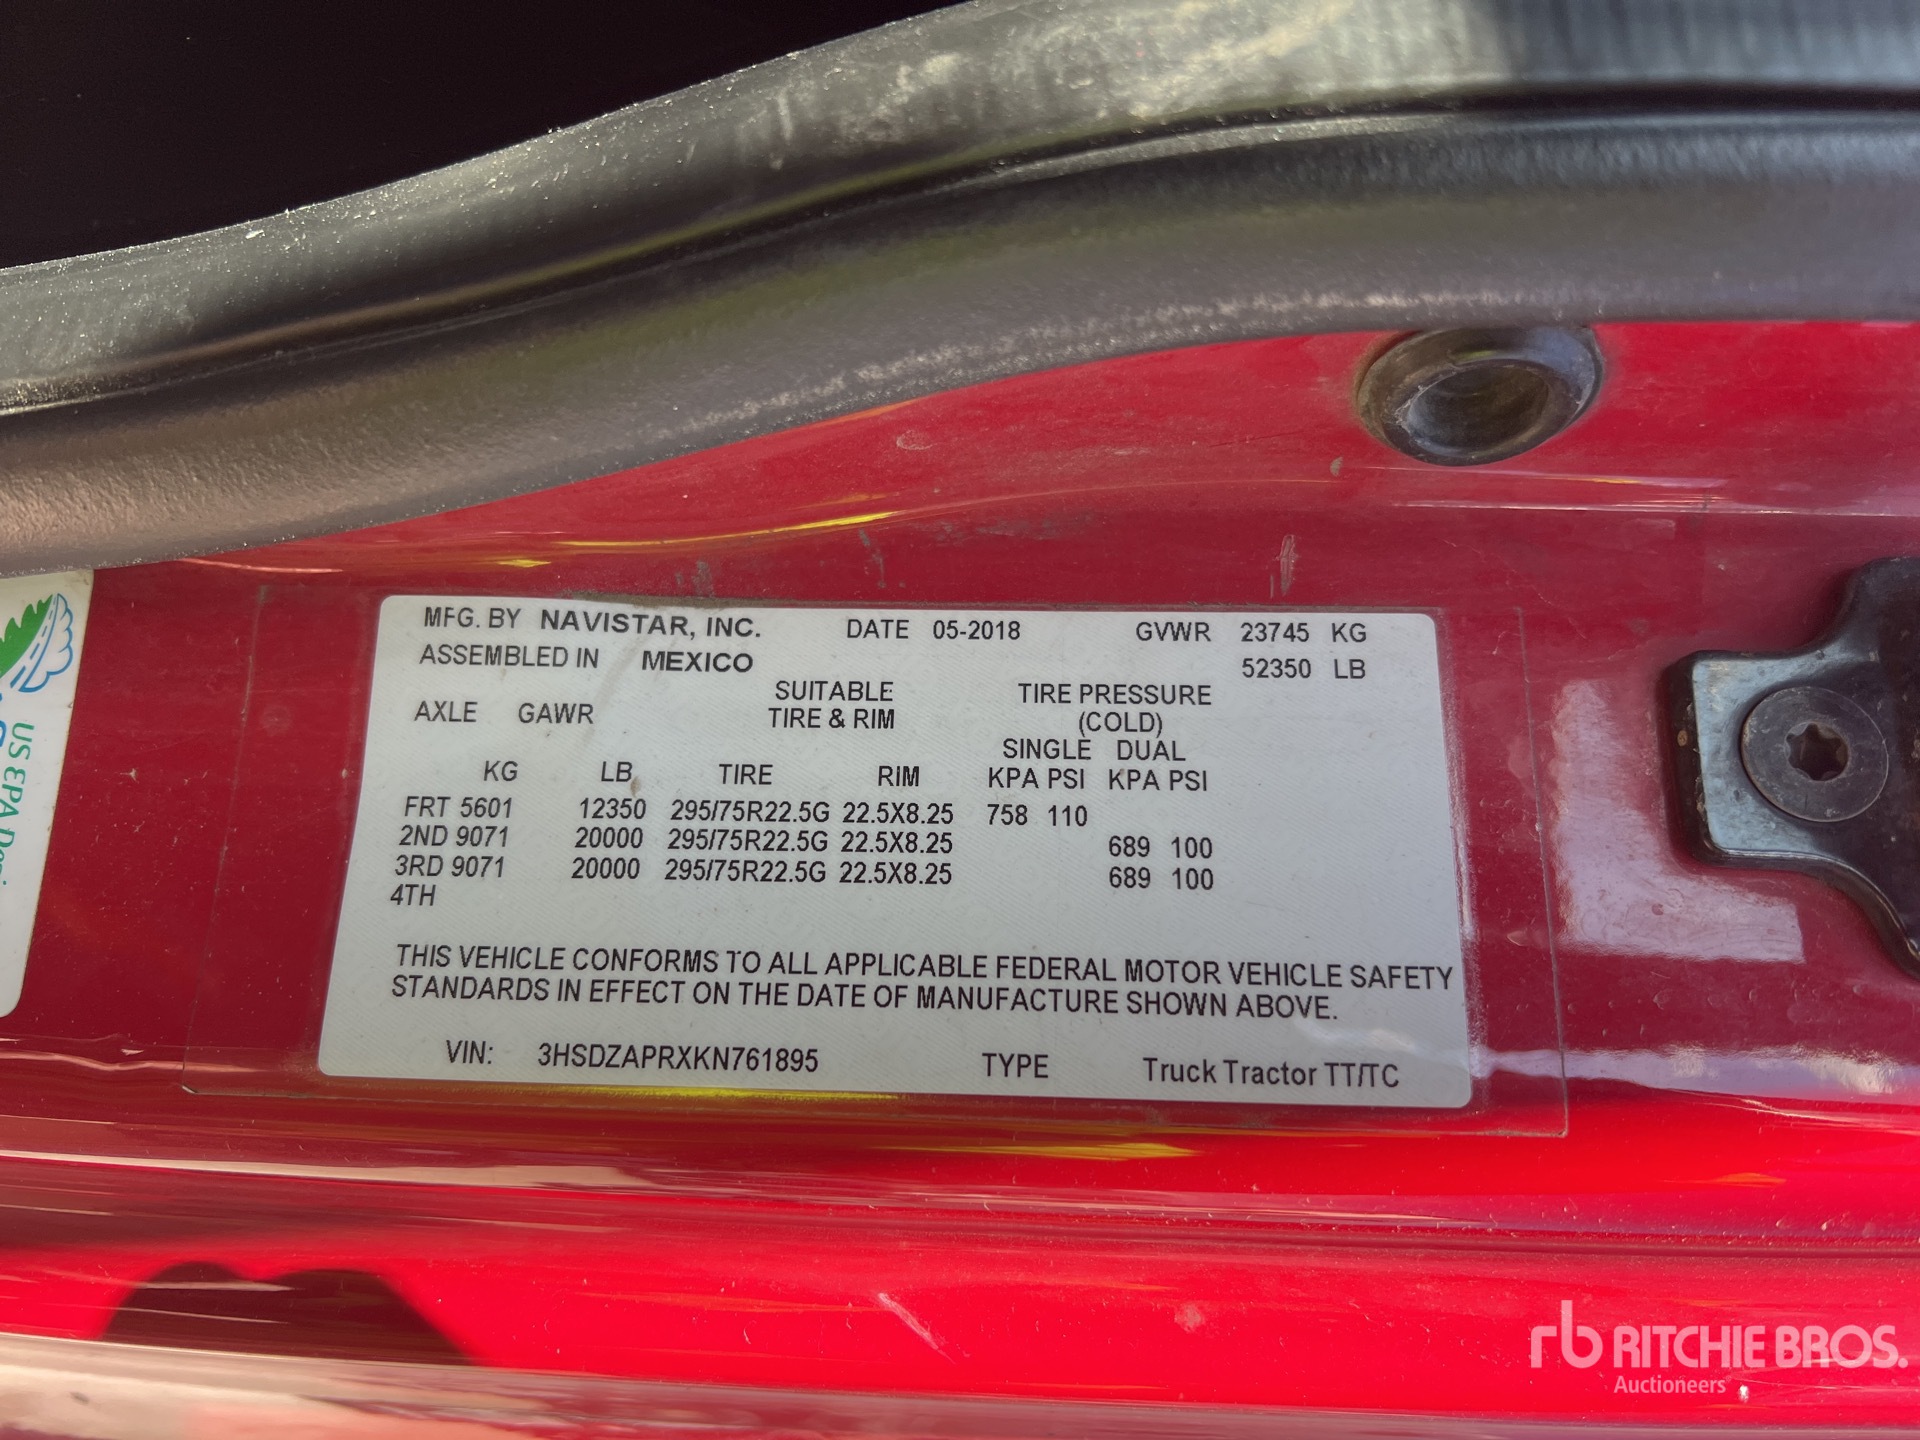 MFG. BY NAVISTAR, INC. DATE 05-2018 GVWR 23745 KG
ASSEMBLED IN MEXICO 52350 LB
AXLE GAWR SUITABLE TIRE & RIM TIRE PRESSURE (COLD)
SINGLE DUAL
KG LB TIRE RIM KPA PSI KPA PSI
FRT 5601 12350 295/75R22.5G 22.5X8.25 758 110
2ND 9071 20000 295/75R22.5G 22.5X8.25 689 100
3RD 9071 20000 295/75R22.5G 22.5X8.25 689 100
4TH
THIS VEHICLE CONFORMS TO ALL APPLICABLE FEDERAL MOTOR VEHICLE SAFETY
STANDARDS IN EFFECT ON THE DATE OF MANUFACTURE SHOWN ABOVE.
VIN: 3HSDZAPRXKN761895 TYPE Truck Tractor TT/TC
US EPA
rb RITCHIE BROS.
Auctioneers